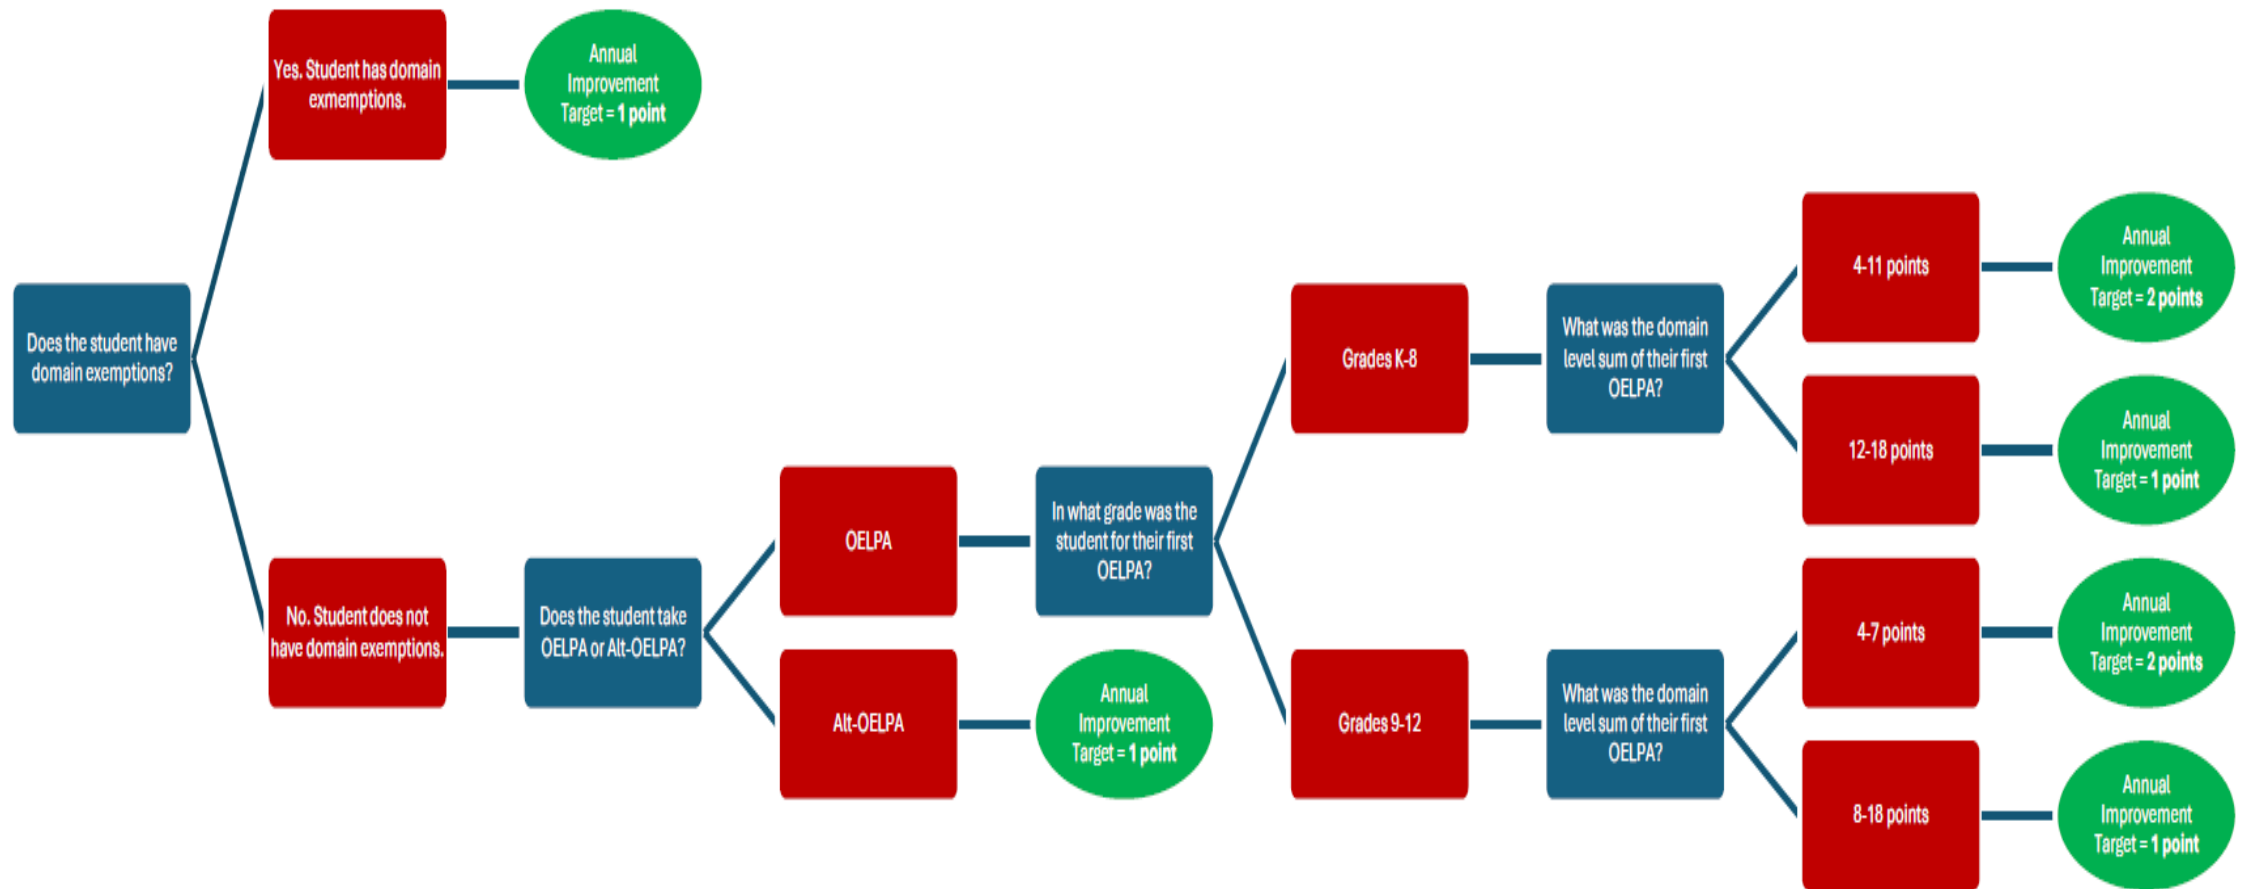 Does the student have
domain exemptions?
Yes. Student has domain
exmemptions.
Annual
Improvement
Target = 1 point
No. Student does not
have domain exemptions.
Does the student take
OELPA or Alt-OELPA?
OELPA
In what grade was the
student for their first
OELPA?
Grades K-8
What was the domain
level sum of their first
OELPA?
4-11 points
Annual
Improvement
Target = 2 points
12-18 points
Annual
Improvement
Target = 1 point
Grades 9-12
What was the domain
level sum of their first
OELPA?
4-7 points
Annual
Improvement
Target = 2 points
8-18 points
Annual
Improvement
Target = 1 point
Alt-OELPA
Annual
Improvement
Target = 1 point